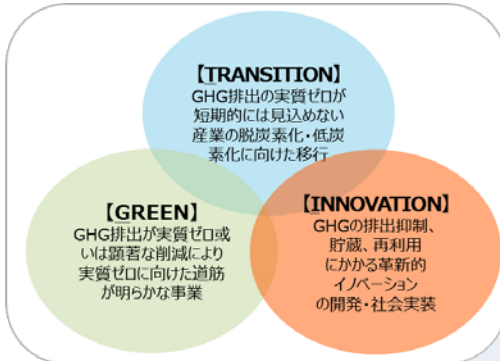 【TRANSITION】
GHG排出の実質ゼロが
短期的には見込めない
産業の脱炭素化・低炭
素化に向けた移行
【GREEN】
GHG排出が実質ゼロ或
いは顕著な削減により
実質ゼロに向けた道筋
が明らかな事業
【INNOVATION】
GHGの排出抑制、
貯蔵、再利用
にかかる革新的
イノベーション
の開発・社会実装